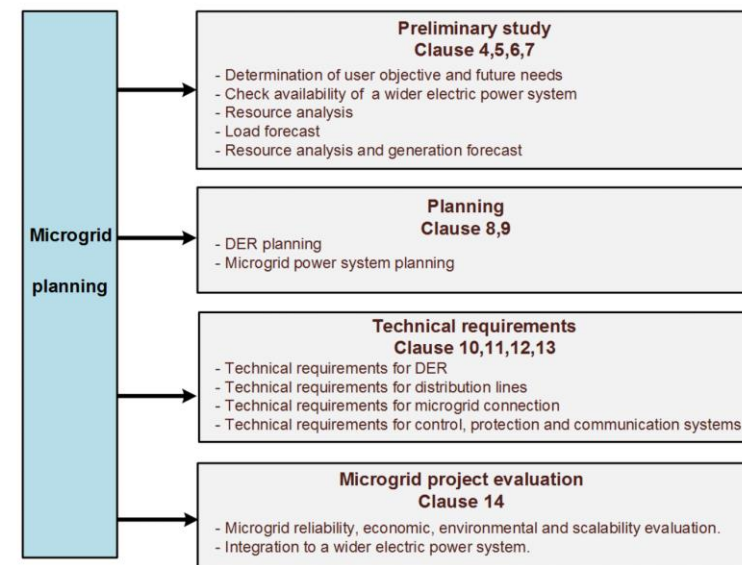 Microgrid
planning
Preliminary study
Clause 4,5,6,7
- Determination of user objective and future needs
- Check availability of a wider electric power system
- Resource analysis
- Load forecast
- Resource analysis and generation forecast
Planning
Clause 8,9
- DER planning
- Microgrid power system planning
Technical requirements
Clause 10,11,12,13
- Technical requirements for DER
- Technical requirements for distribution lines
- Technical requirements for microgrid connection
- Technical requirements for control, protection and communication systems
Microgrid project evaluation
Clause 14
- Microgrid reliability, economic, environmental and scalability evaluation.
- Integration to a wider electric power system.